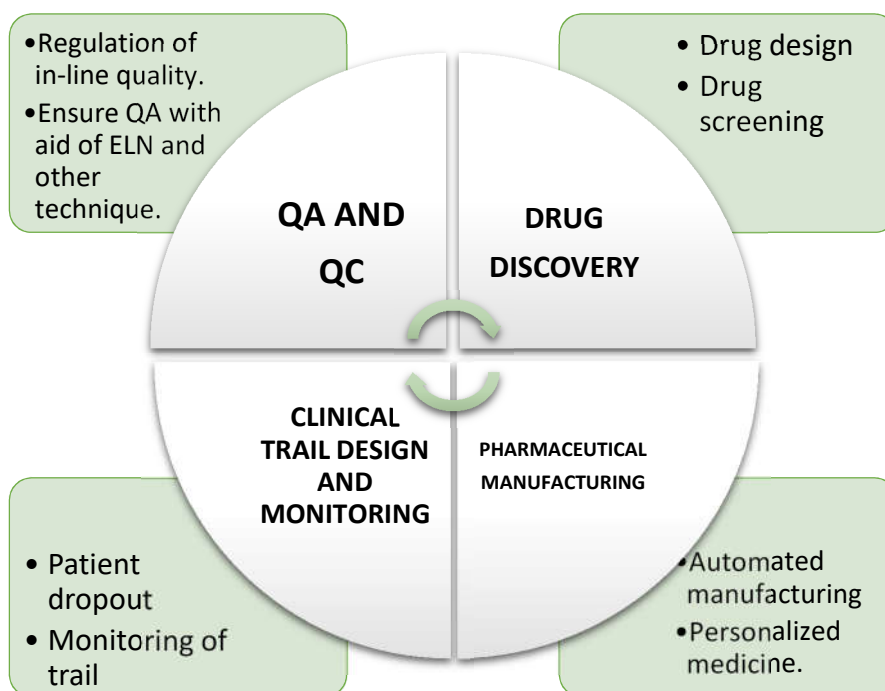 •Regulation of
in-line quality.
•Ensure QA with
aid of ELN and
other
technique.
• Drug design
• Drug
screening
QA AND
QC
DRUG
DISCOVERY
CLINICAL
TRAIL DESIGN
AND
MONITORING
PHARMACEUTICAL
MANUFACTURING
• Patient
dropout
• Monitoring of
trail
•Automated
manufacturing
•Personalized
medicine.